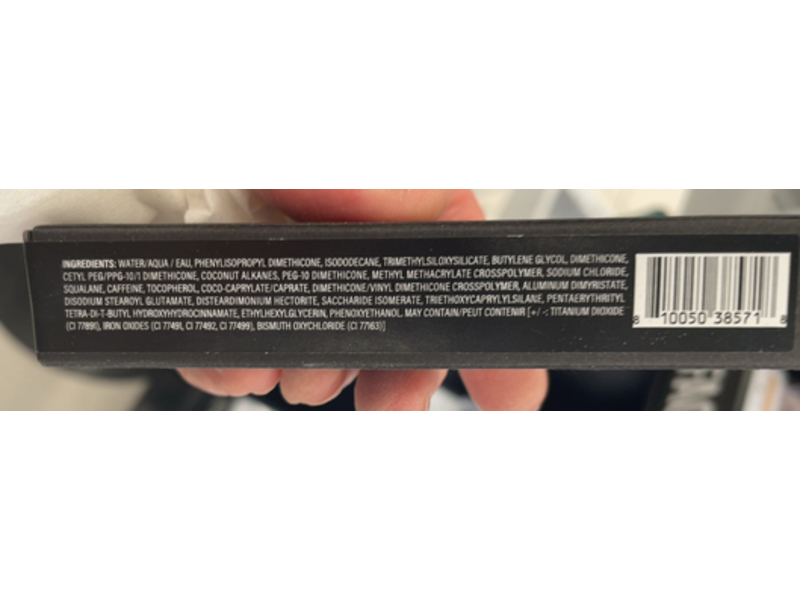 INGREDIENTS: WATER/AQUA / EAU, PHENYLISOPROPYL DIMETHICONE, ISODODECANE, TRIMETHYLSILOXYSILICATE, BUTYLENE GLYCOL, DIMETHICONE,
CETYL PEG/PPG-10/1 DIMETHICONE, COCONUT ALKANES, PEG-10 DIMETHICONE, METHYL METHACRYLATE CROSSPOLYMER, SODIUM CHLORIDE,
SQUALANE, CAFFEINE, TOCOPHEROL, COCO-CAPRYLATE/CAPRATE, DIMETHICONE/VINYL DIMETHICONE CROSSPOLYMER, ALUMINUM DIMYRISTATE,
DISODIUM STEAROYL GLUTAMATE, DISTEARDIMONIUM HECTORITE, SACCHARIDE ISOMERATE, TRIETHOXYCAPRYLYLSILANE, PENTAERYTHRITYL
TETRA-DI-T-BUTYL HYDROXYHYDROCINNAMATE, ETHYLHEXYLGLYCERIN, PHENOXYETHANOL. MAY CONTAIN/PEUT CONTENIR [+/ -: TITANIUM DIOXIDE
(CI 77891), IRON OXIDES (CI 77491, CI 77492, CI 77499), BISMUTH OXYCHLORIDE (CI 77163)]
8 10050 38571 8